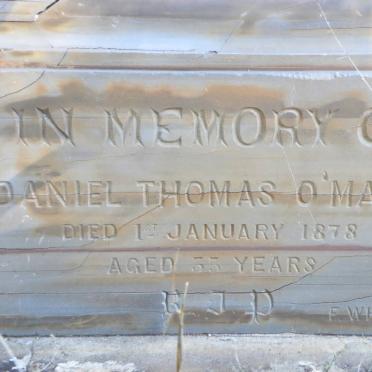 IN MEMORY O
DANIEL THOMAS O'MA
DIED 1ST JANUARY 1878
AGED 35 YEARS
R.I.P
F. W